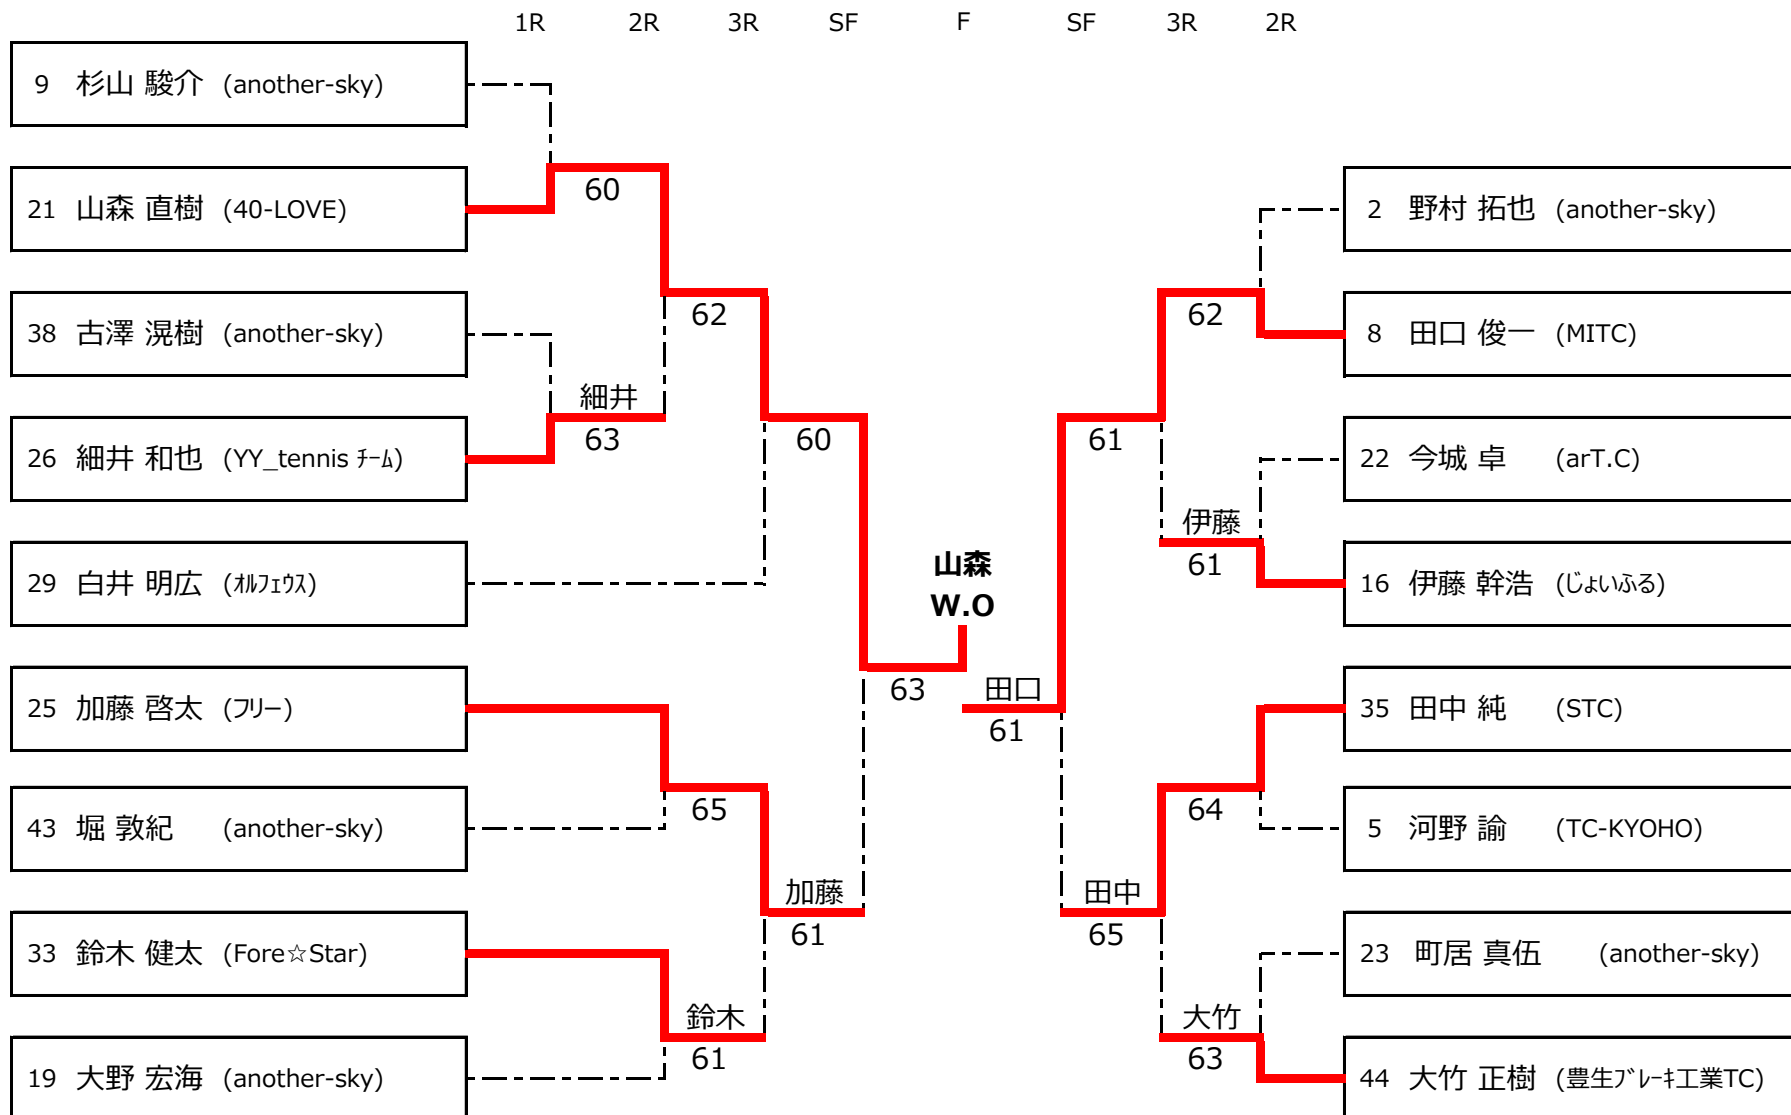 1R 2R 3R SF F SF 3R 2R
9 杉山 駿介 (another-sky)
21 山森 直樹 (40-LOVE)
38 古澤 滉樹 (another-sky)
26 細井 和也 (YY_tennis ﾁｰﾑ)
29 白井 明広 (ｵﾙﾌｪｳｽ)
25 加藤 啓太 (フリー)
43 堀 敦紀 (another-sky)
33 鈴木 健太 (Fore☆Star)
19 大野 宏海 (another-sky)
60
細井
63
62
60
65
鈴木
61
加藤
61
63
山森
W.O
田口
61
61
田中
65
62
伊藤
61
64
大竹
63
2 野村 拓也 (another-sky)
8 田口 俊一 (MITC)
22 今城 卓 (arT.C)
16 伊藤 幹浩 (じょいふる)
35 田中 純 (STC)
5 河野 諭 (TC-KYOHO)
23 町居 真伍 (another-sky)
44 大竹 正樹 (豊生ﾌﾞﾚｰｷ工業TC)